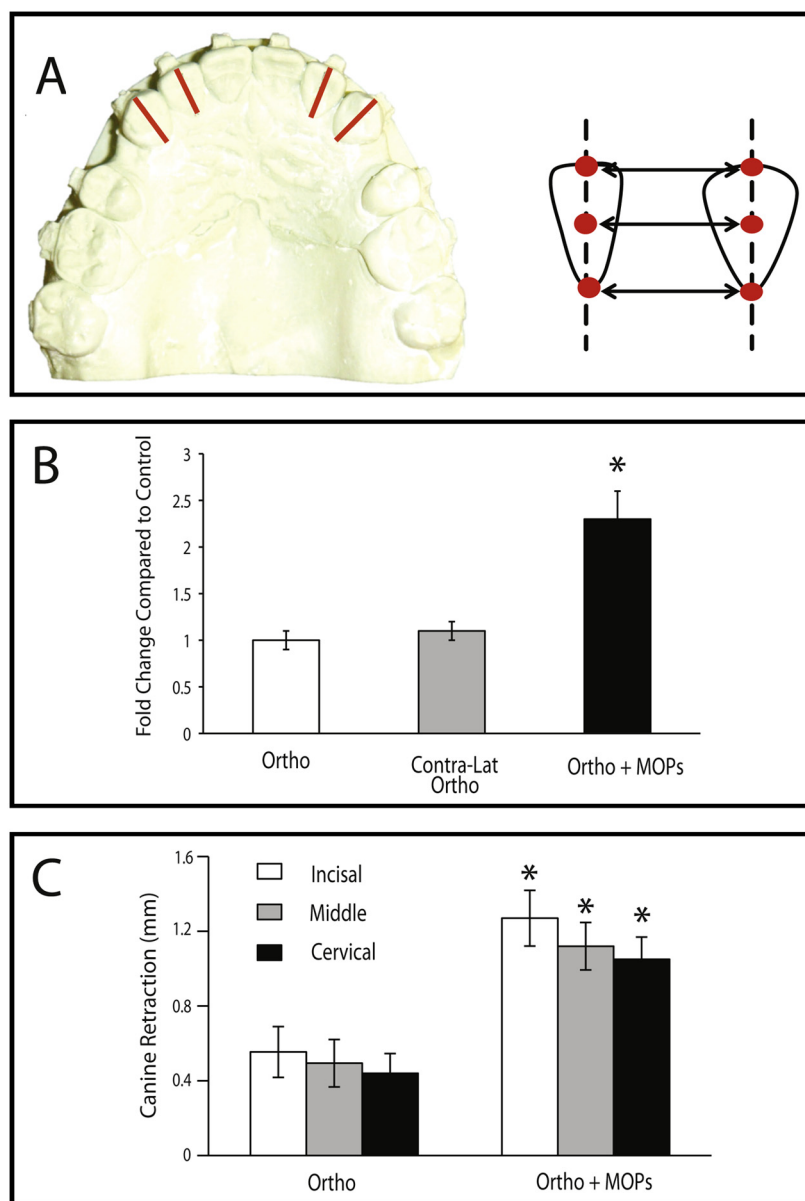 A
B
Fold Change Compared to Control
3
2.5
2
1.5
1
0.5
0
*
Ortho
Contra-Lat
Ortho
Ortho + MOPs
C
Canine Retraction (mm)
1.6
1.2
0.8
0.4
0
Incisal
Middle
Cervical
*
*
*
Ortho
Ortho + MOPs